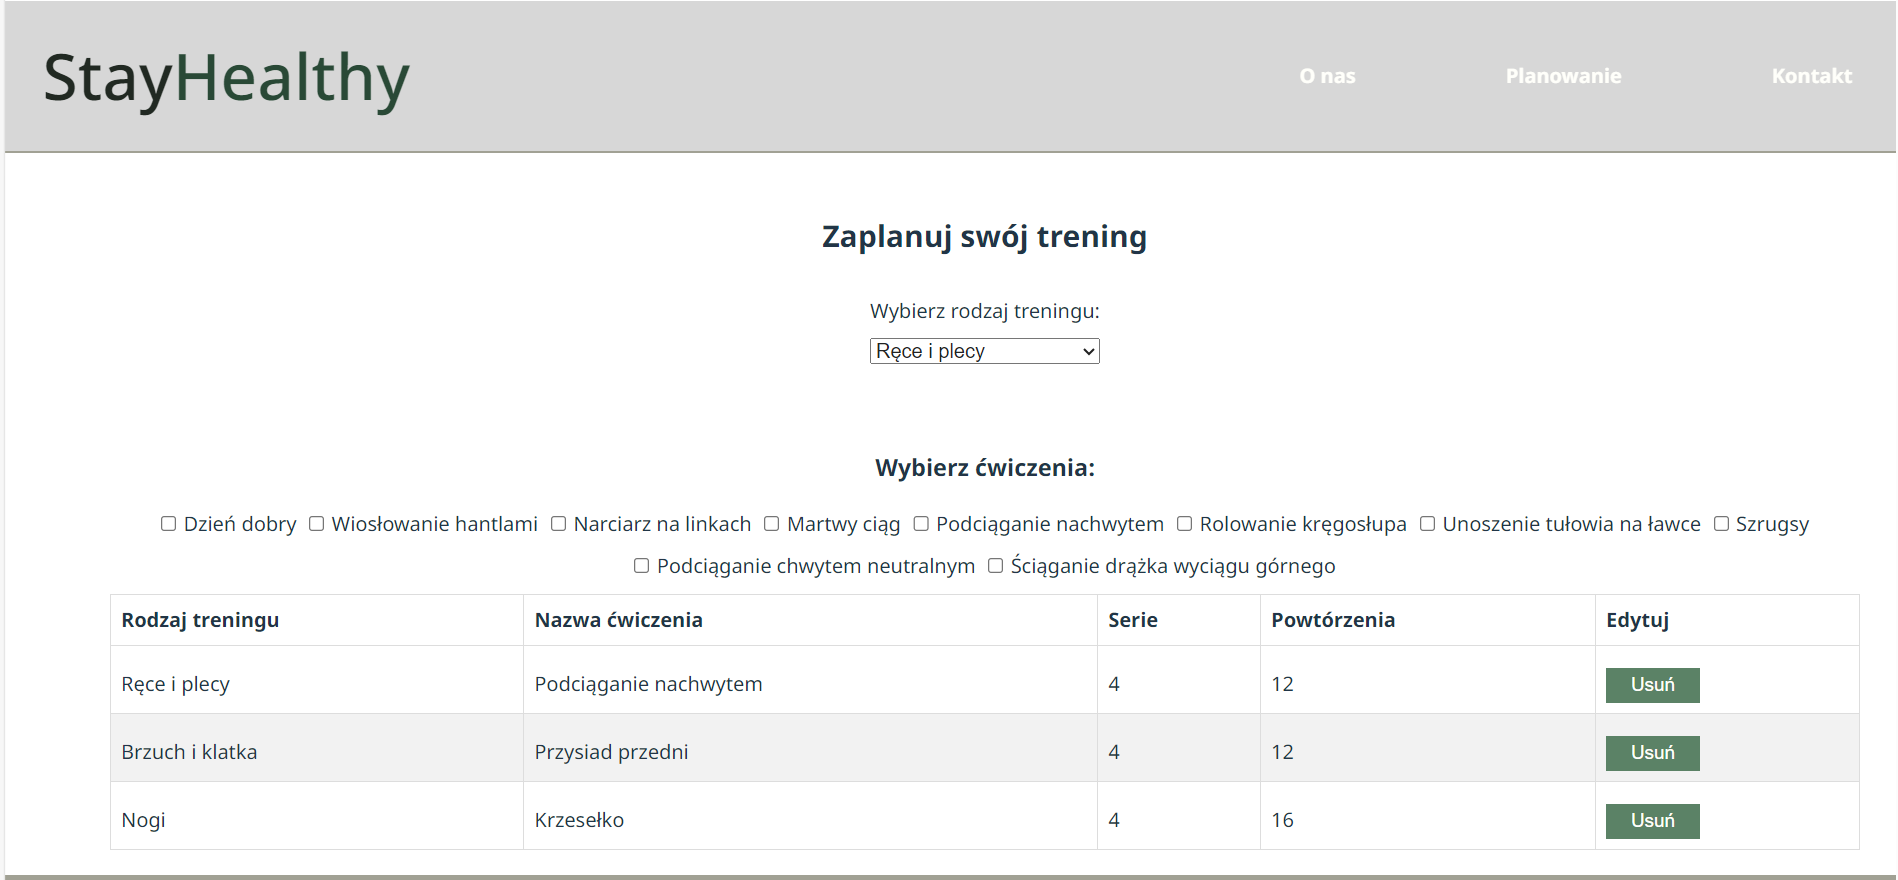 StayHealthy O nas Planowanie Kontakt
Zaplanuj swój trening
Wybierz rodzaj treningu:
Ręce i plecy
Wybierz ćwiczenia:
Dzień dobry Wiosłowanie hantlami Narciarz na linkach Martwy ciąg Podciąganie nachwytem Rolowanie kręgosłupa Unoszenie tułowia na ławce Szrugsy
Podciąganie chwytem neutralnym Ściąganie drążka wyciągu górnego
Rodzaj treningu Nazwa ćwiczenia Serie Powtórzenia Edytuj
Ręce i plecy Podciąganie nachwytem 4 12 Usuń
Brzuch i klatka Przysiad przedni 4 12 Usuń
Nogi Krzesełko 4 16 Usuń